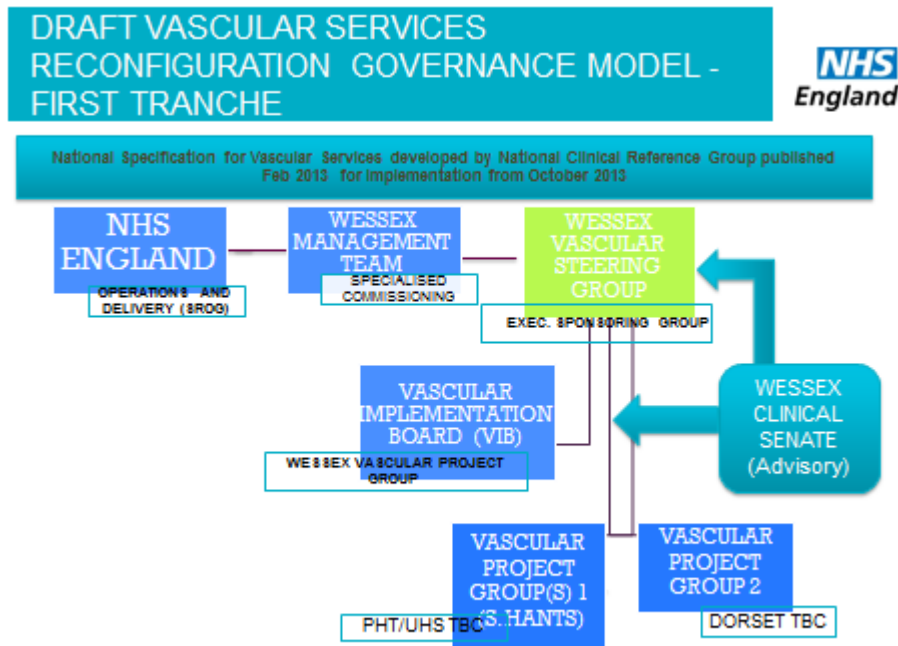 DRAFT VASCULAR SERVICES
RECONFIGURATION GOVERNANCE MODEL -
FIRST TRANCHE
NHS
England
National Specification for Vascular Services developed by National Clinical Reference Group published
Feb 2013 for implementation from October 2013
NHS
ENGLAND
OPERATIONS AND
DELIVERY (SROG)
WESSEX
MANAGEMENT
TEAM
SPECIALISED
COMMISSIONING
WESSEX
VASCULAR
STEERING
GROUP
EXEC. SPONSORING GROUP
VASCULAR
IMPLEMENTATION
BOARD (VIB)
WESSEX VASCULAR PROJECT
GROUP
WESSEX
CLINICAL
SENATE
(Advisory)
VASCULAR
PROJECT
GROUP(S) 1
(S.HANTS)
PHT/UHS TBC
VASCULAR
PROJECT
GROUP 2
DORSET TBC